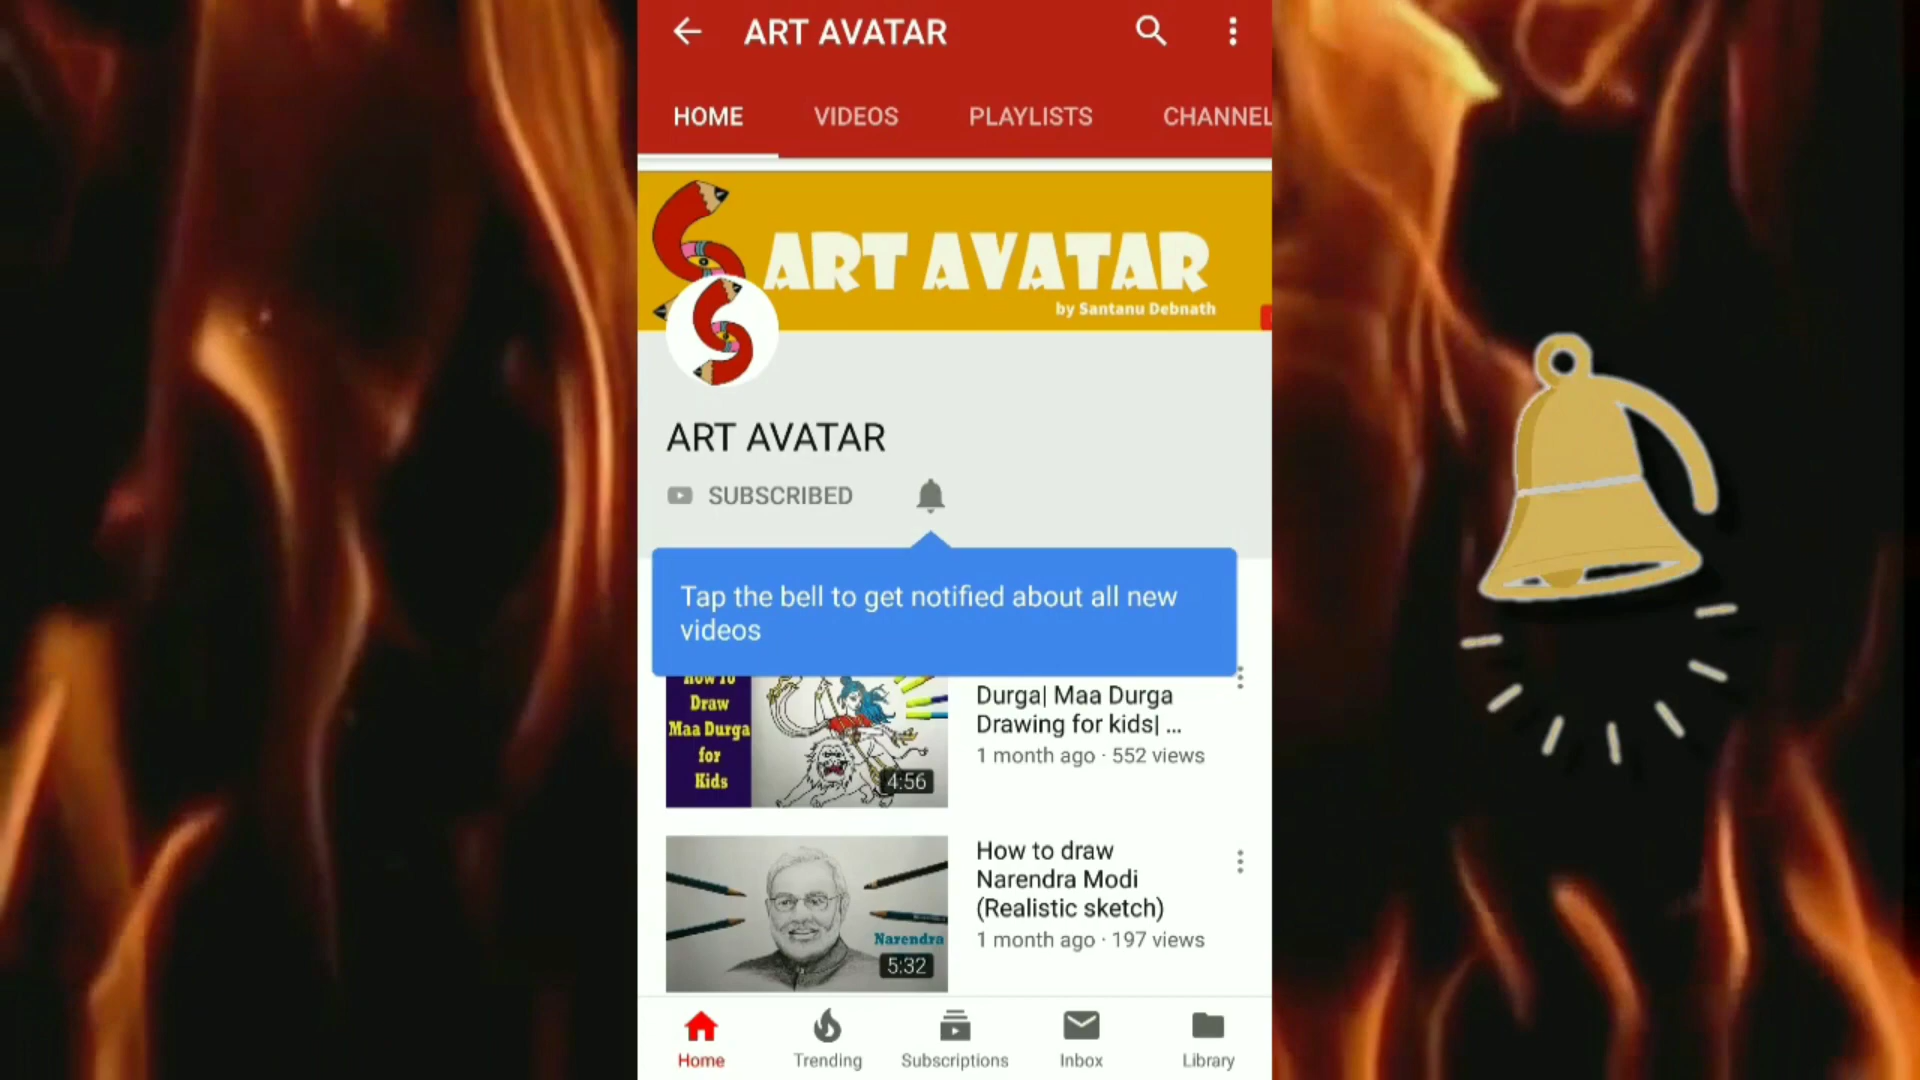 ART AVATAR
HOME VIDEOS PLAYLISTS CHANNEL
ART AVATAR
by Santanu Debnath
ART AVATAR
SUBSCRIBED
Tap the bell to get notified about all new
videos
How To
Draw
Maa Durga
for
Kids
4:56
Durga| Maa Durga
Drawing for kids| ...
1 month ago · 552 views
Narendra
5:32
How to draw
Narendra Modi
(Realistic sketch)
1 month ago · 197 views
Home Trending Subscriptions Inbox Library